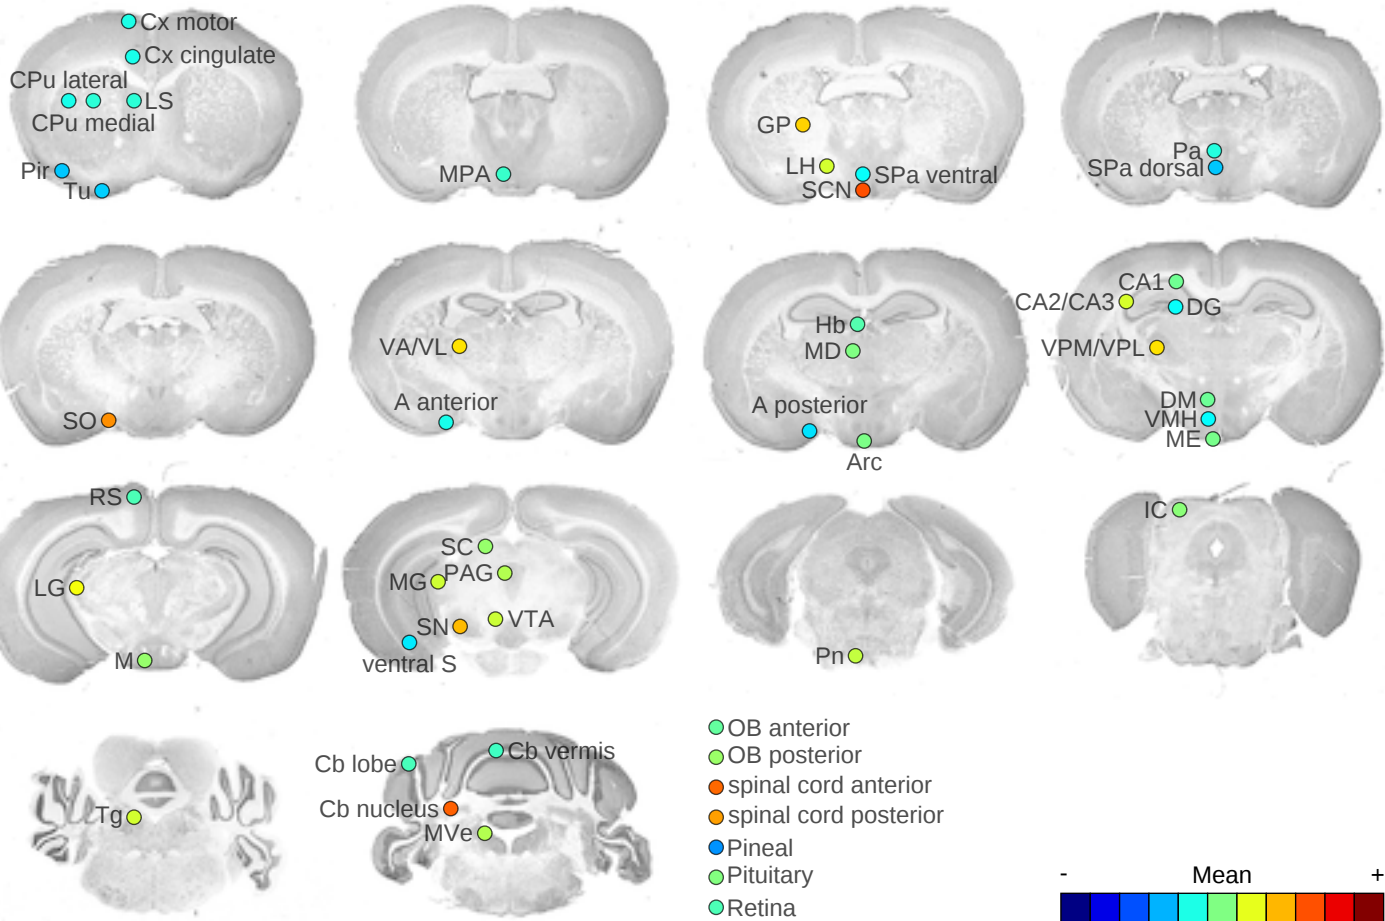 Cx motor
Cx cingulate
CPu lateral
LS
CPu medial
Pir
Tu
MPA
GP
LH
SPa ventral
SCN
Pa
SPa dorsal
SO
VA/VL
A anterior
Hb
MD
A posterior
Arc
CA1
CA2/CA3
DG
VPM/VPL
DM
VMH
ME
RS
LG
M
SC
PAG
MG
SN
VTA
ventral S
Pn
IC
Tg
Cb vermis
Cb lobe
Cb nucleus
MVe
OB anterior
OB posterior
spinal cord anterior
spinal cord posterior
Pineal
Pituitary
Retina
- Mean +